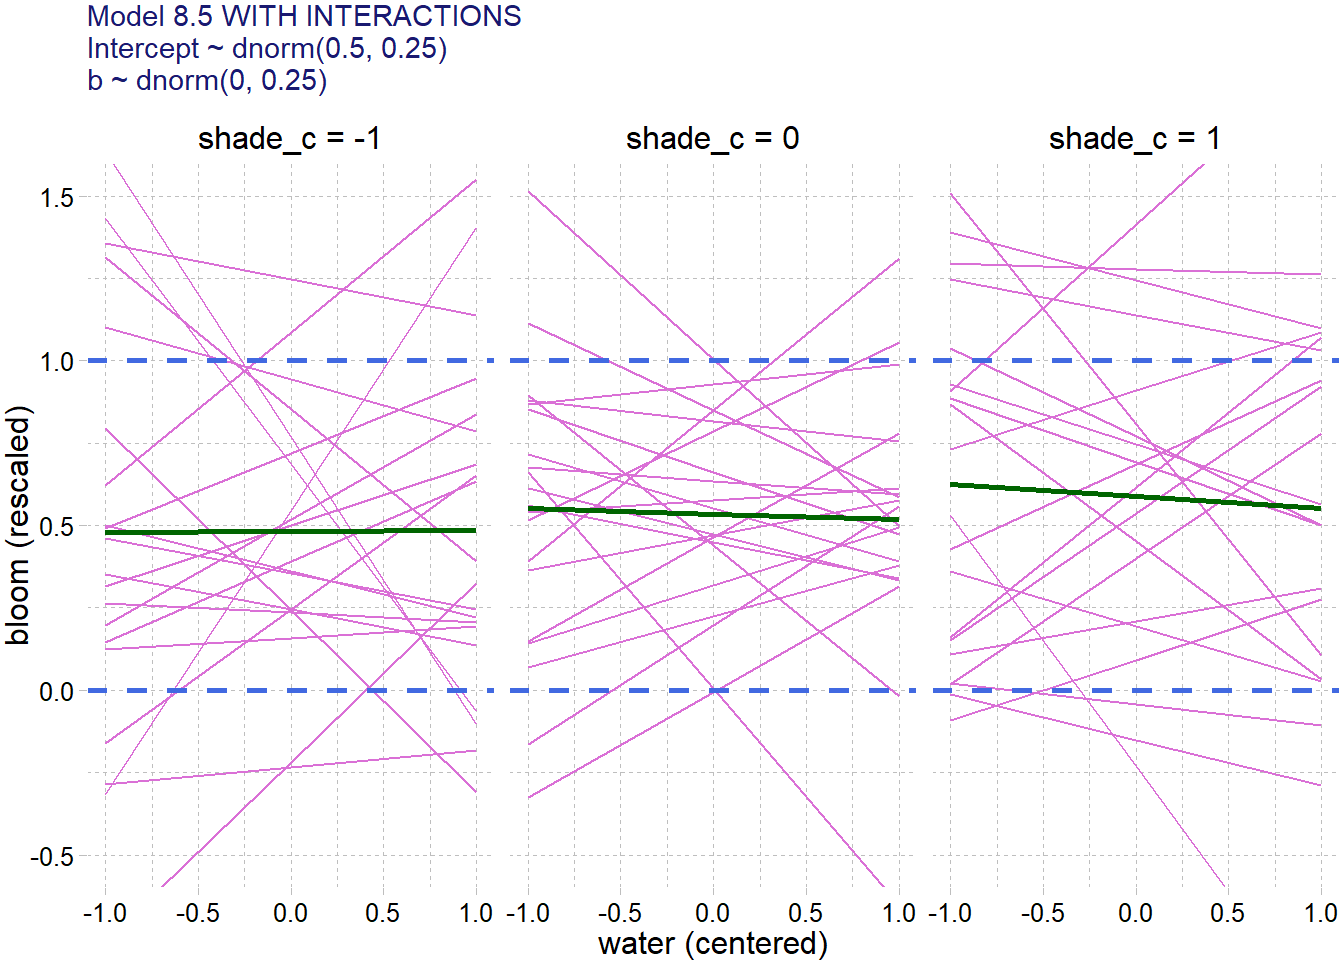 Model 8.5 WITH INTERACTIONS
Intercept ~ dnorm(0.5, 0.25)
b ~ dnorm(0, 0.25)
shade_c = -1
shade_c = 0
shade_c = 1
bloom (rescaled)
1.5
1.0
0.5
0.0
-0.5
-1.0 -0.5 0.0 0.5 1.0 -1.0 -0.5 0.0 0.5 1.0 -1.0 -0.5 0.0 0.5 1.0
water (centered)